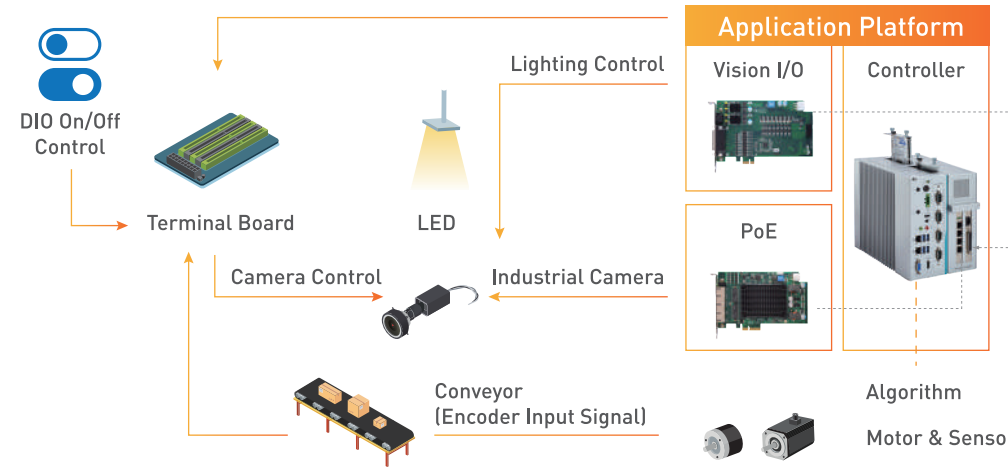 Application Platform
Lighting Control
Vision I/O
Controller
DIO On/Off
Control
Terminal Board
LED
PoE
Camera Control
Industrial Camera
Conveyor
(Encoder Input Signal)
Algorithm
Motor & Senso